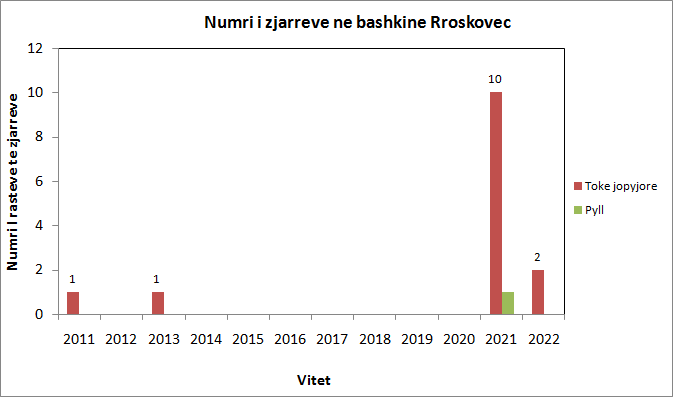 Numri i zjarreve ne bashkine Rroskovec
Numri I rasteve te zjarreve
12
10
8
6
4
2
0
1
1
10
2
2011 2012 2013 2014 2015 2016 2017 2018 2019 2020 2021 2022
Vitet
Toke jopyjore
Pyll